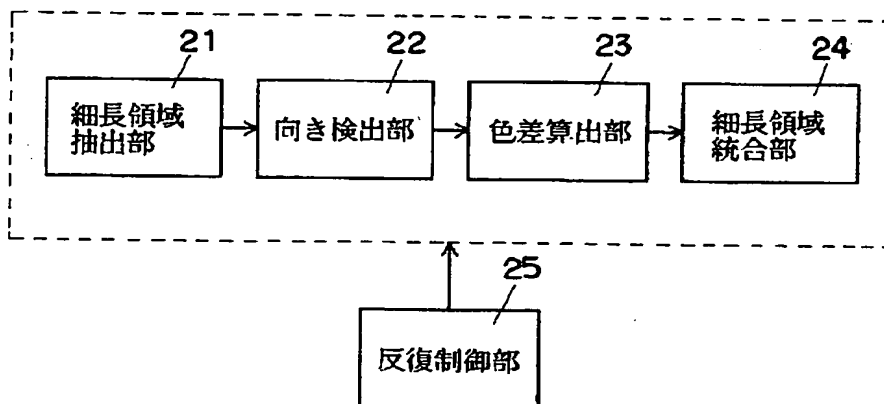 21
22
23
24
細長領域
抽出部
向き検出部
色差算出部
細長領域
統合部
25
反復制御部